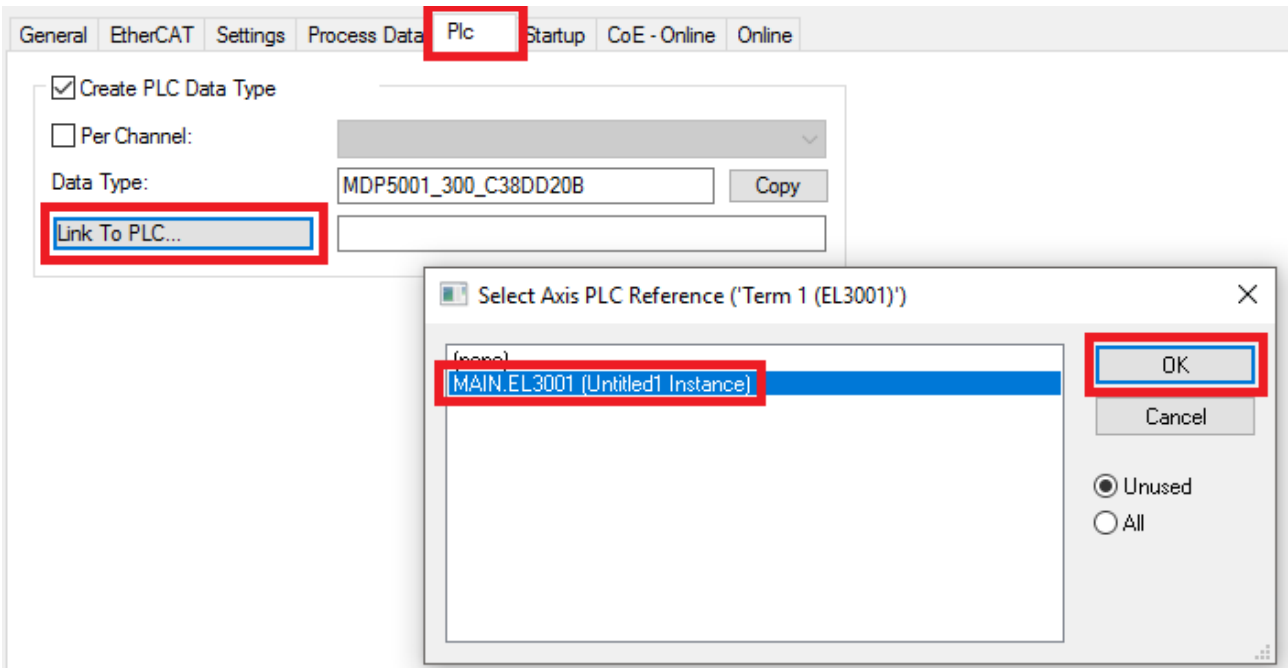 General EtherCAT Settings Process Data Plc Startup CoE - Online Online
Create PLC Data Type
Per Channel:
Data Type: MDP5001_300_C38DD20B Copy
Link To PLC...
Select Axis PLC Reference ('Term 1 (EL3001)')
(none)
MAIN.EL3001 (Untitled1 Instance)
OK
Cancel
Unused
All